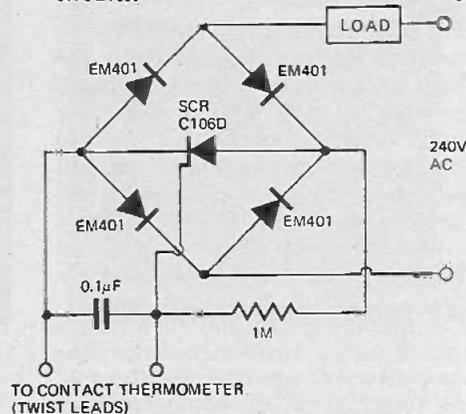 LOAD
EM401
EM401
SCR
C106D
240V
AC
EM401
EM401
0.1µF
1M
TO CONTACT THERMOMETER
(TWIST LEADS)